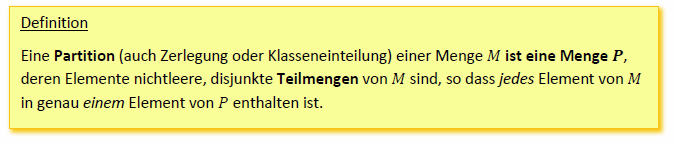 Definition
Eine Partition (auch Zerlegung oder Klasseneinteilung) einer Menge M ist eine Menge P,
deren Elemente nichtleere, disjunkte Teilmengen von M sind, so dass jedes Element von M
in genau einem Element von P enthalten ist.